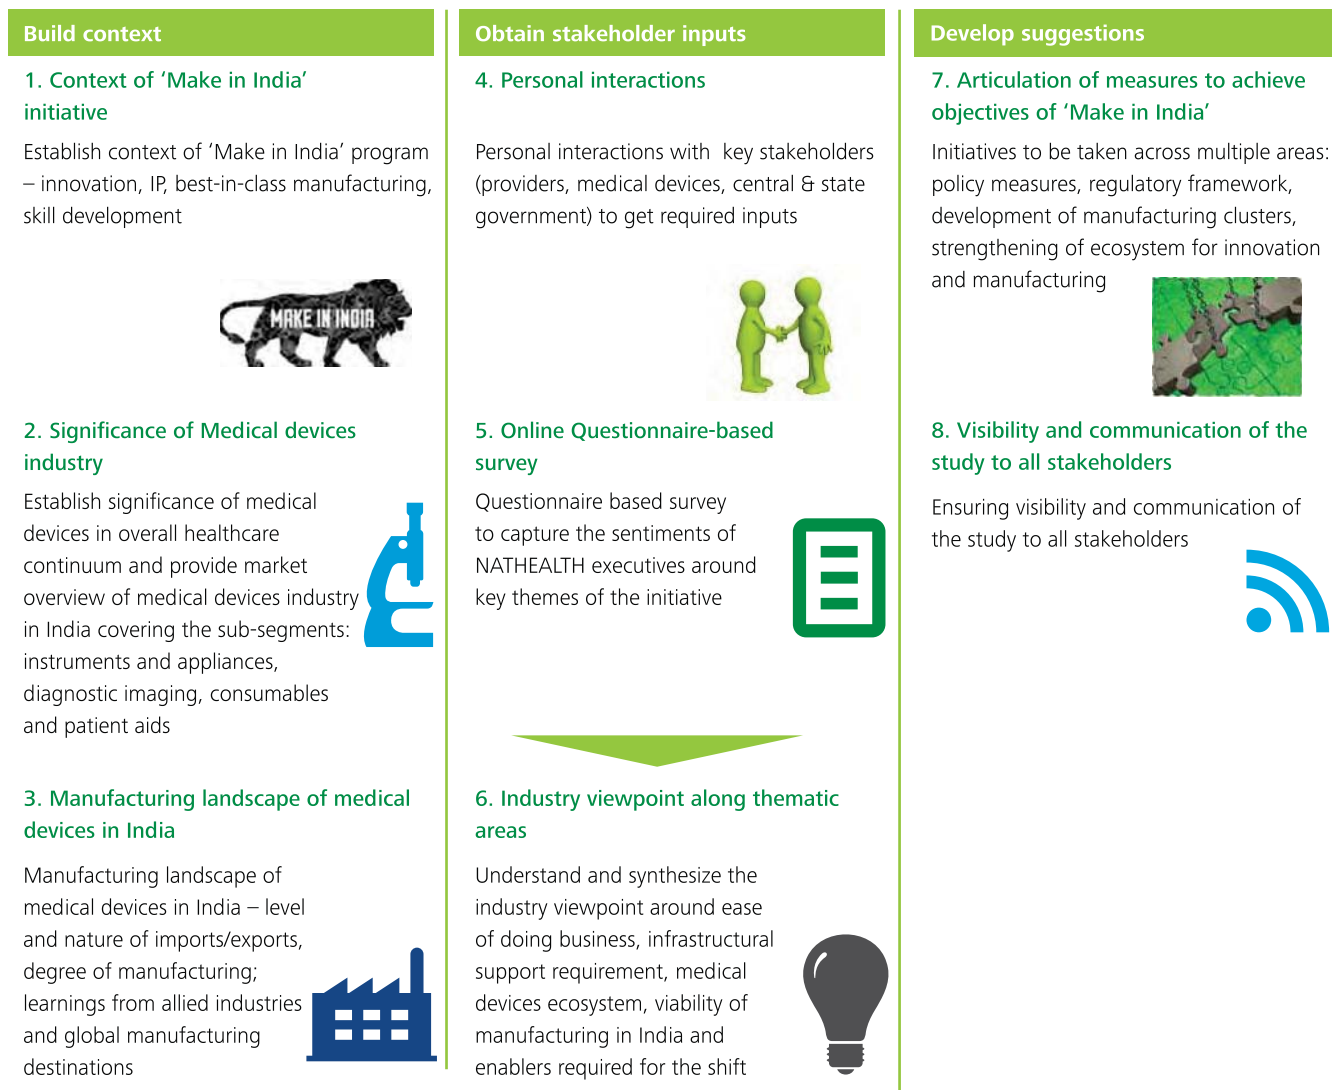 Build context
1. Context of ‘Make in India’
initiative
Establish context of ‘Make in India’ program
– innovation, IP, best-in-class manufacturing,
skill development
MAKE IN INDIA
2. Significance of Medical devices
industry
Establish significance of medical
devices in overall healthcare
continuum and provide market
overview of medical devices industry
in India covering the sub-segments:
instruments and appliances,
diagnostic imaging, consumables
and patient aids
3. Manufacturing landscape of medical
devices in India
Manufacturing landscape of
medical devices in India – level
and nature of imports/exports,
degree of manufacturing;
learnings from allied industries
and global manufacturing
destinations
Obtain stakeholder inputs
4. Personal interactions
Personal interactions with  key stakeholders
(providers, medical devices, central & state
government) to get required inputs
5. Online Questionnaire-based
survey
Questionnaire based survey
to capture the sentiments of
NATHEALTH executives around
key themes of the initiative
6. Industry viewpoint along thematic
areas
Understand and synthesize the
industry viewpoint around ease
of doing business, infrastructural
support requirement, medical
devices ecosystem, viability of
manufacturing in India and
enablers required for the shift
Develop suggestions
7. Articulation of measures to achieve
objectives of ‘Make in India’
Initiatives to be taken across multiple areas:
policy measures, regulatory framework,
development of manufacturing clusters,
strengthening of ecosystem for innovation
and manufacturing
8. Visibility and communication of the
study to all stakeholders
Ensuring visibility and communication of
the study to all stakeholders